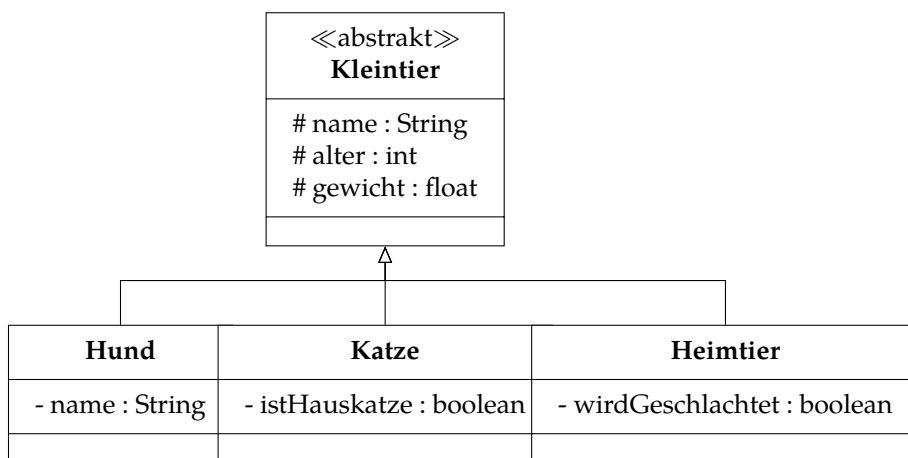 ≪abstrakt≫
Kleintier
# name : String
# alter : int
# gewicht : float
Hund
- name : String
Katze
- istHauskatze : boolean
Heimtier
- wirdGeschlachtet : boolean